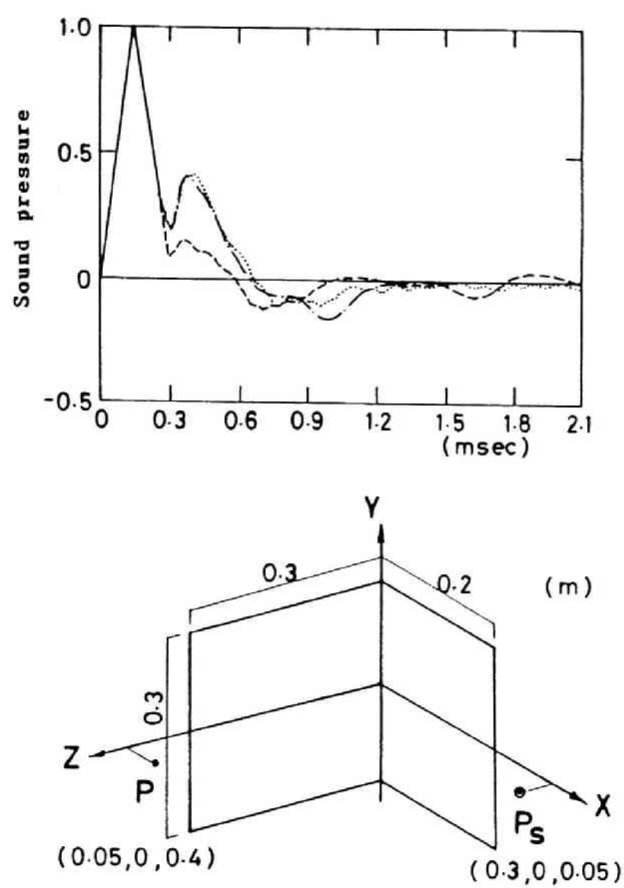 Sound pressure
1.0
0.5
0
-0.5
0 0.3 0.6 0.9 1.2 1.5 1.8 2.1
(msec)
Y
0.3
0.2
(m)
0.3
Z
P
Ps
X
(0.05,0,0.4)
(0.3,0,0.05)